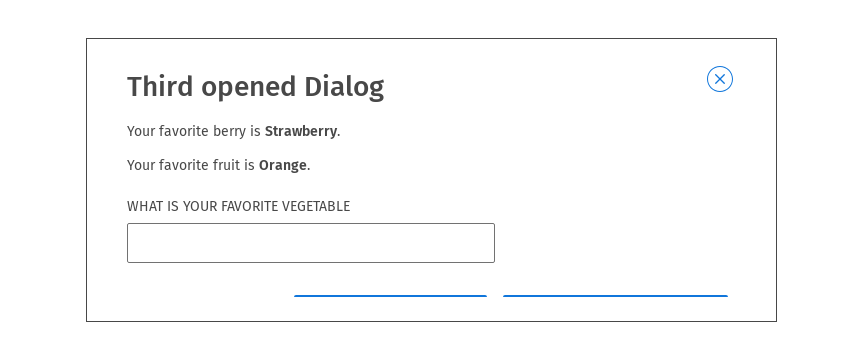 Third opened Dialog
Your favorite berry is Strawberry.
Your favorite fruit is Orange.
WHAT IS YOUR FAVORITE VEGETABLE